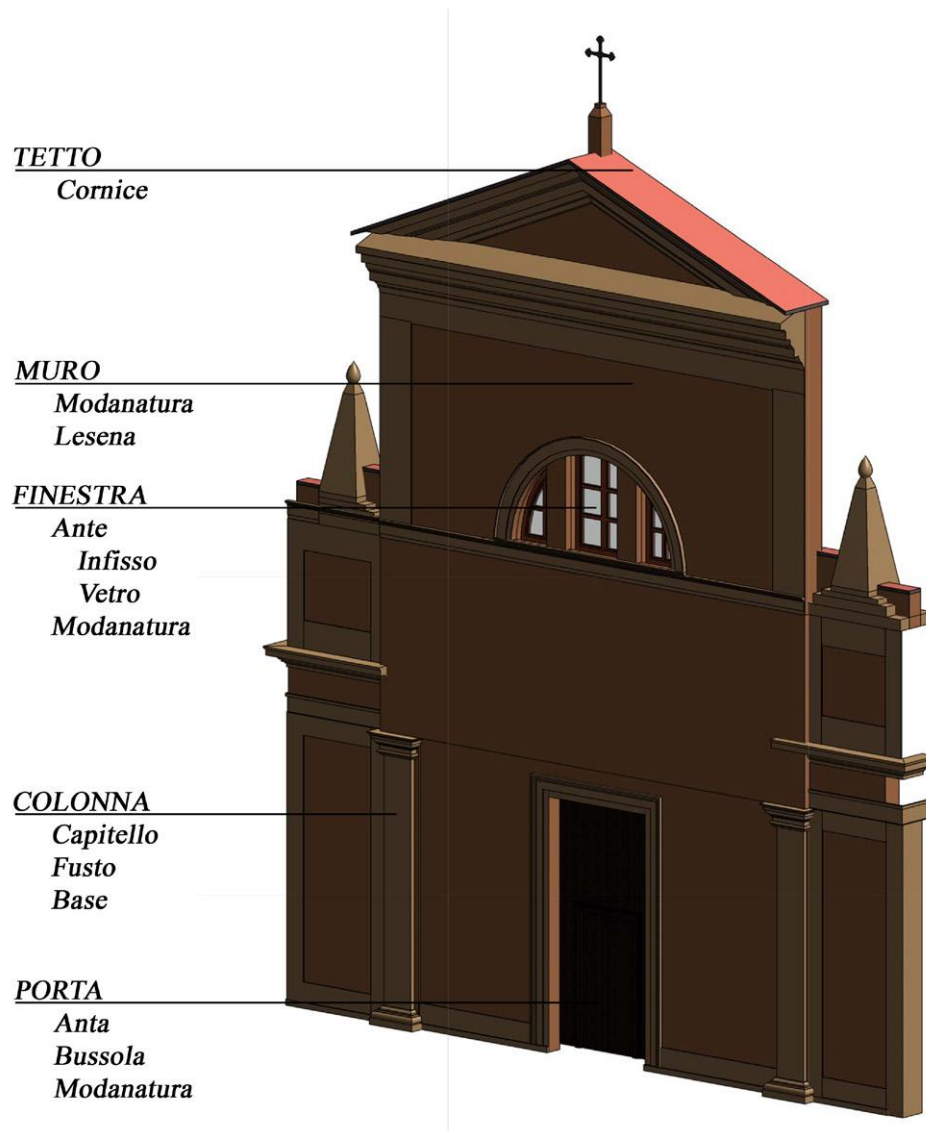 TETTO
Cornice
MURO
Modanatura
Lesena
FINESTRA
Ante
Infisso
Vetro
Modanatura
COLONNA
Capitello
Fusto
Base
PORTA
Anta
Bussola
Modanatura